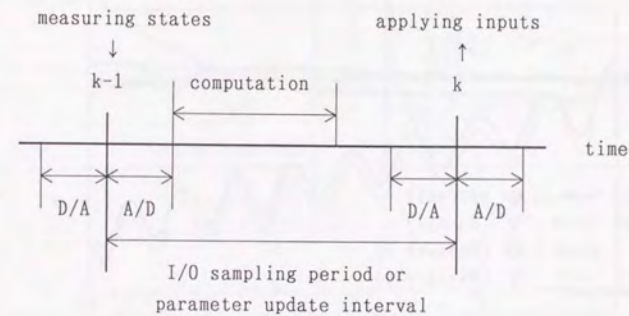 measuring states applying inputs
↓ ↑
k-1 computation k
time
D/A A/D D/A A/D
I/O sampling period or
parameter update interval